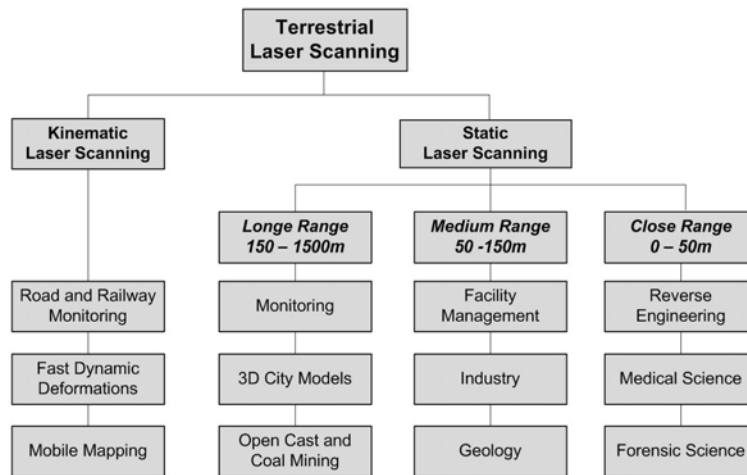 Terrestrial
Laser Scanning
Kinematic
Laser Scanning
Static
Laser Scanning
Longe Range
150 – 1500m
Medium Range
50 -150m
Close Range
0 – 50m
Road and Railway
Monitoring
Monitoring
Facility
Management
Reverse
Engineering
Fast Dynamic
Deformations
3D City Models
Industry
Medical Science
Mobile Mapping
Open Cast and
Coal Mining
Geology
Forensic Science